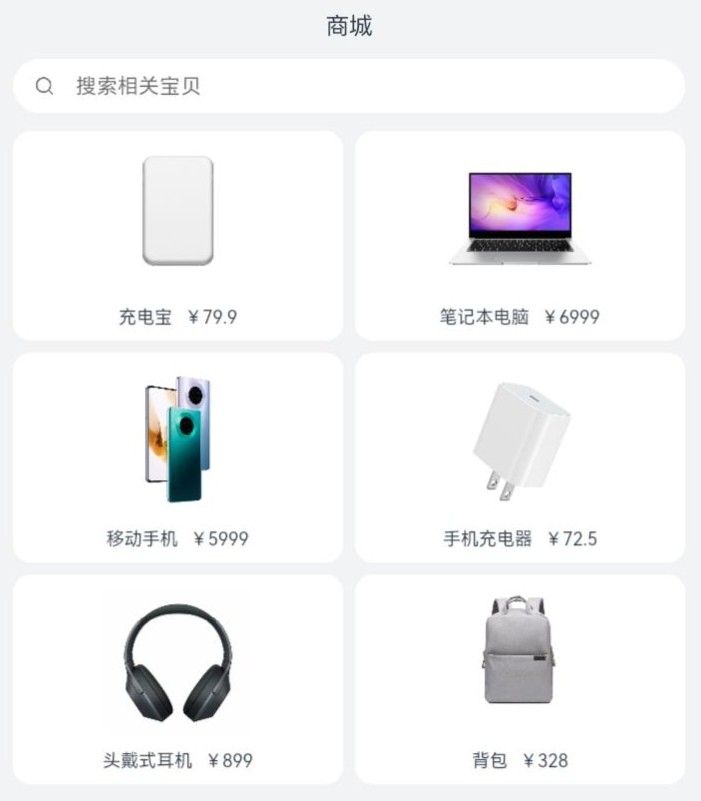 商城
搜索相关宝贝
充电宝 ￥79.9
笔记本电脑 ￥6999
移动手机 ￥5999
手机充电器 ￥72.5
头戴式耳机 ￥899
背包 ￥328